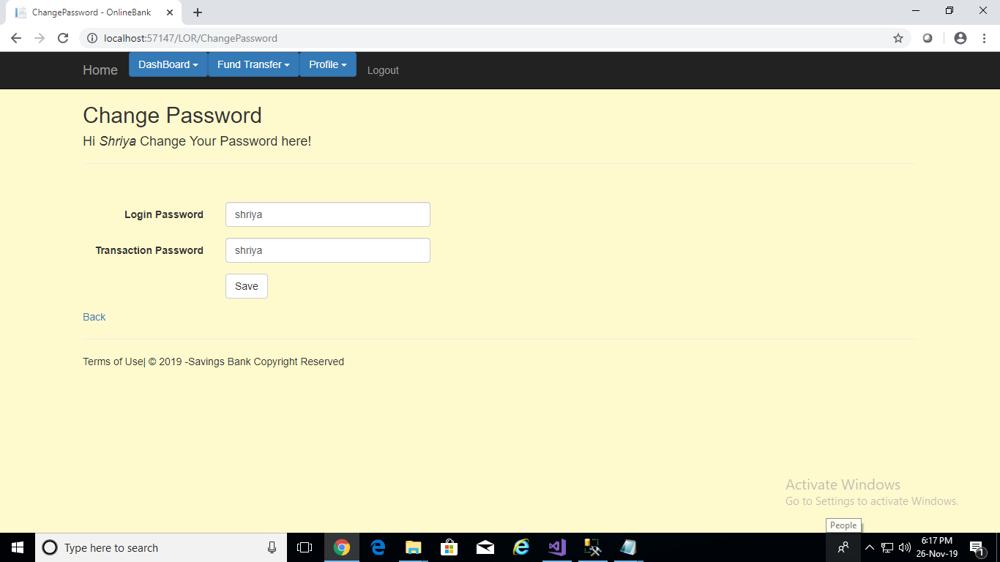 ChangePassword - OnlineBank
localhost:57147/LOR/ChangePassword
Home DashBoard Fund Transfer Profile Logout
Change Password
Hi Shriya Change Your Password here!
Login Password shriya
Transaction Password shriya
Save
Back
Terms of Use| © 2019 -Savings Bank Copyright Reserved
Activate Windows
Go to Settings to activate Windows.
People
Type here to search
6:17 PM
26-Nov-19
1